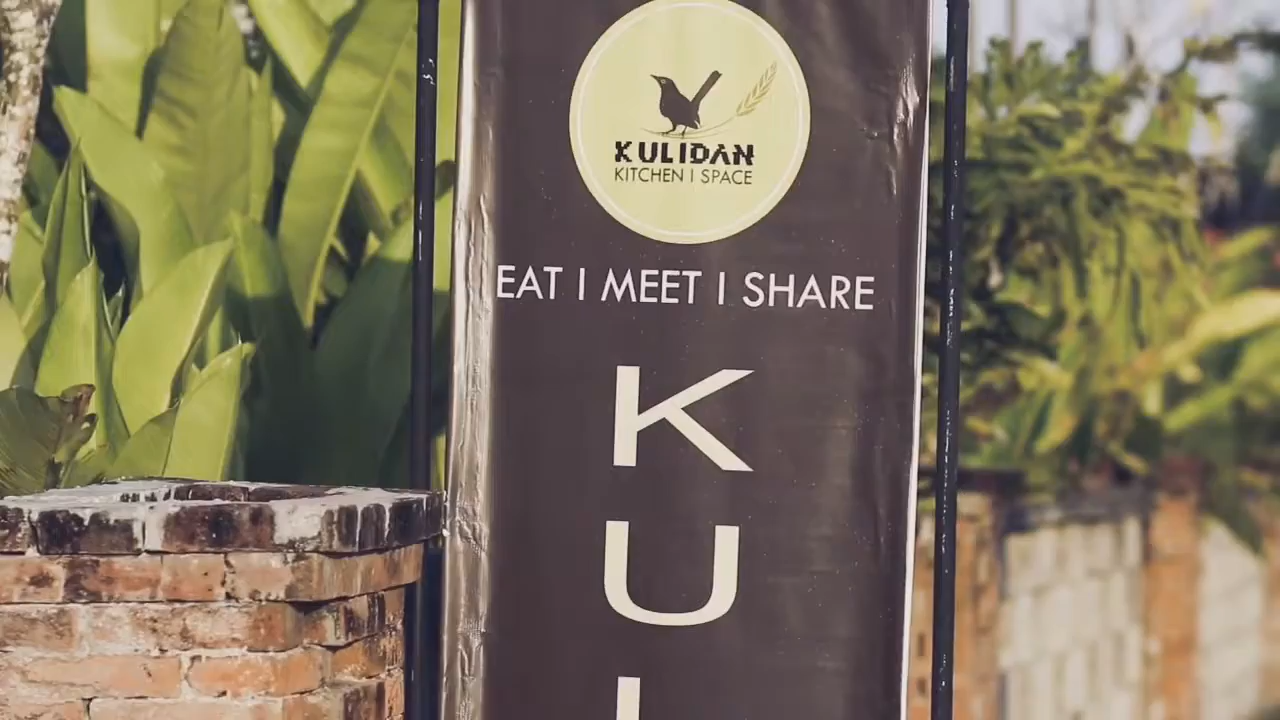 KULIDAN
KITCHEN | SPACE
EAT | MEET | SHARE
K
U